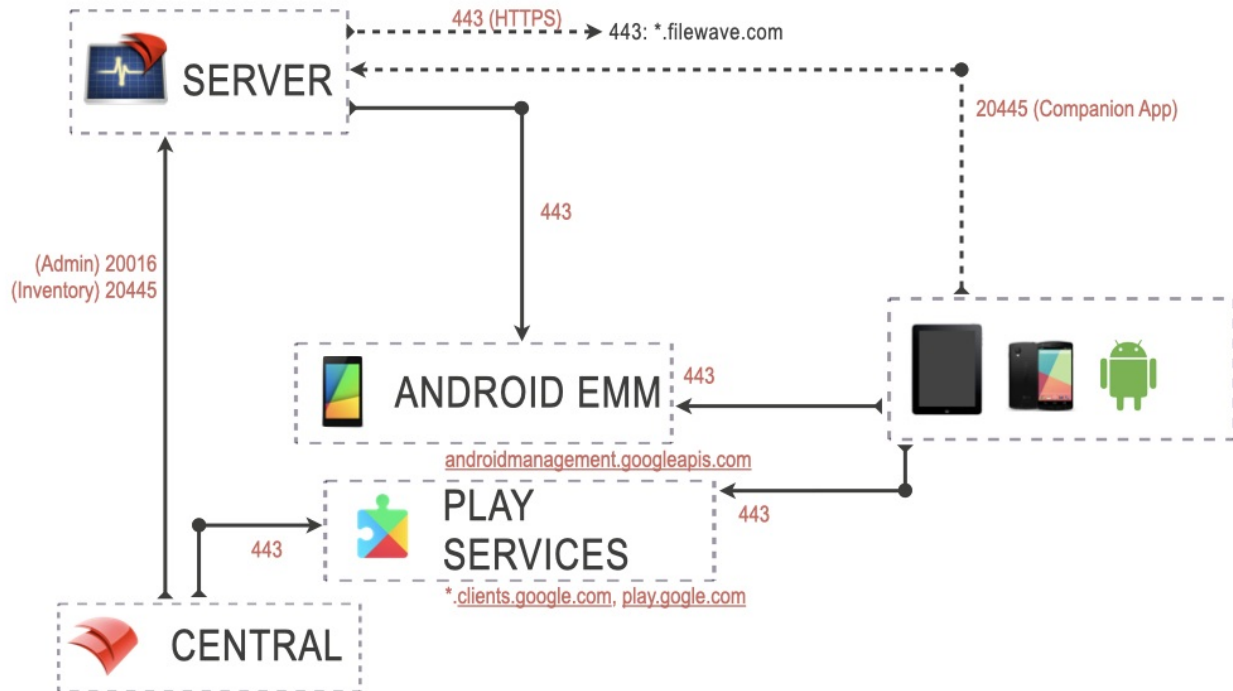 443 (HTTPS)
443: *.filewave.com
SERVER
20445 (Companion App)
443
(Admin) 20016
(Inventory) 20445
ANDROID EMM
443
androidmanagement.googleapis.com
PLAY
SERVICES
443
443
*.clients.google.com, play.gogle.com
CENTRAL